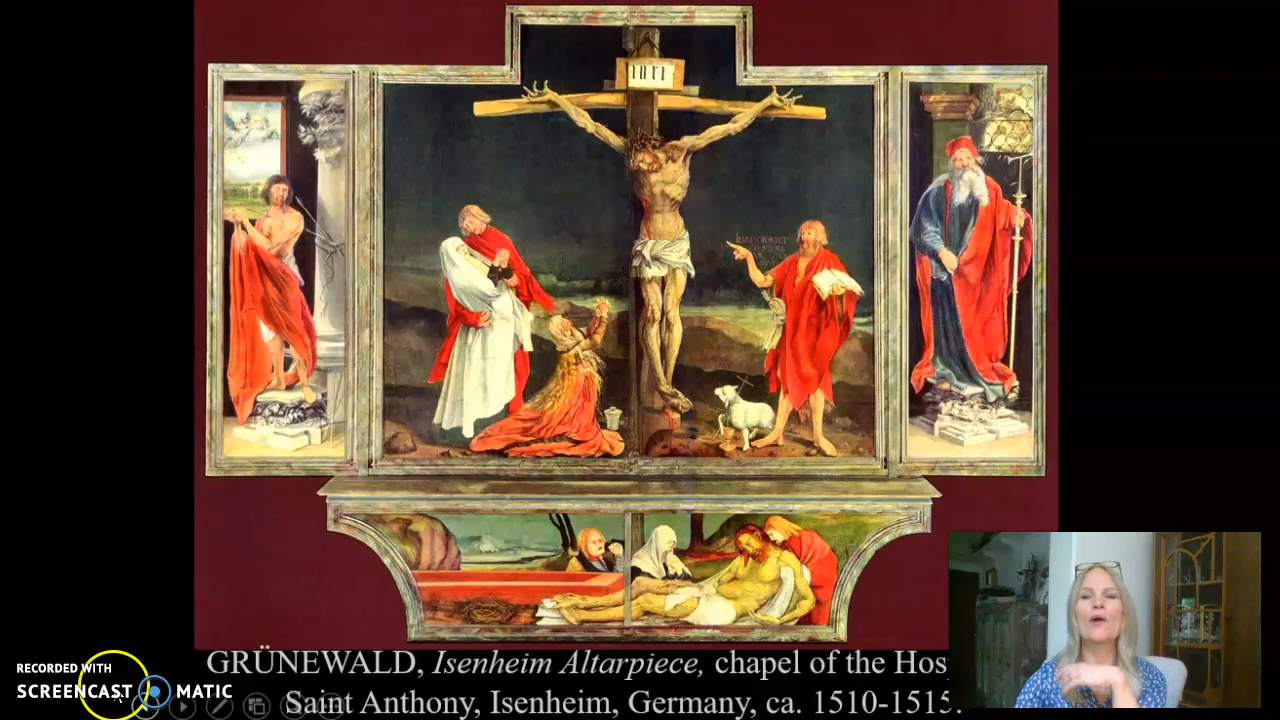 INRI
GRÜNEWALD, Isenheim Altarpiece, chapel of the Hos
Saint Anthony, Isenheim, Germany, ca. 1510-1515.
RECORDED WITH
SCREENCAST MATIC